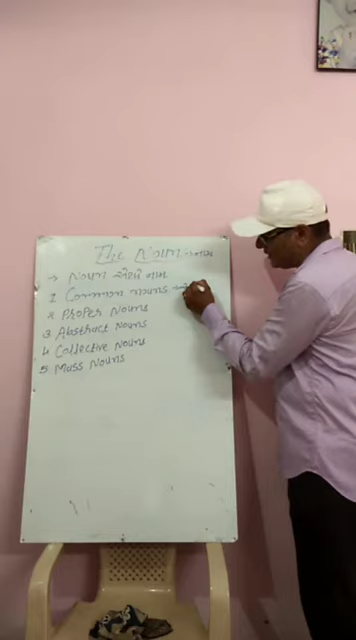 The Noun નામ
→ Noun એટલે નામ
1 Common nouns
2 Proper Nouns
3 Abstract Nouns
4 Collective Nouns
5 Mass Nouns